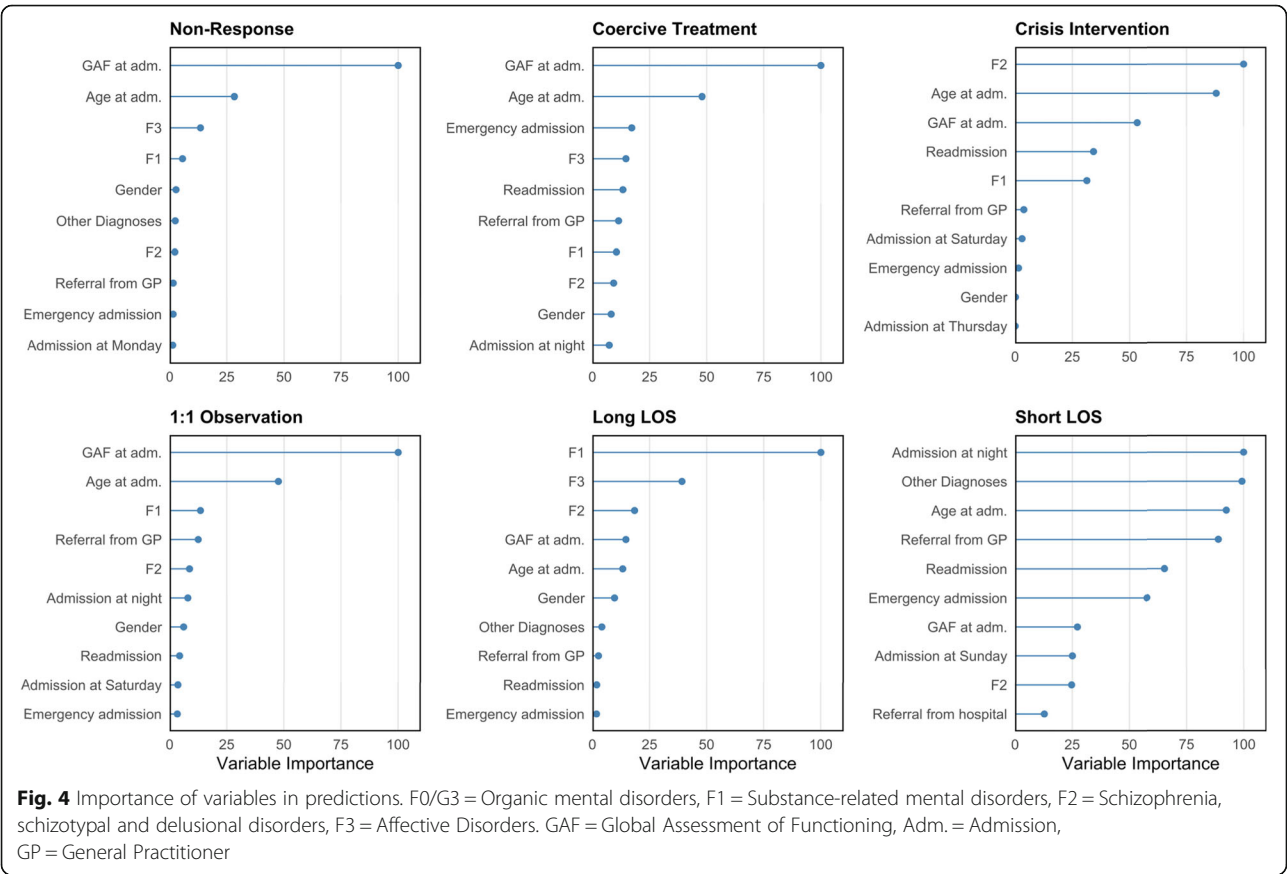 Non-Response
GAF at adm.
Age at adm.
F3
F1
Gender
Other Diagnoses
F2
Referral from GP
Emergency admission
Admission at Monday
0 25 50 75 100
Coercive Treatment
GAF at adm.
Age at adm.
Emergency admission
F3
Readmission
Referral from GP
F1
F2
Gender
Admission at night
0 25 50 75 100
Crisis Intervention
F2
Age at adm.
GAF at adm.
Readmission
F1
Referral from GP
Admission at Saturday
Emergency admission
Gender
Admission at Thursday
0 25 50 75 100
1:1 Observation
GAF at adm.
Age at adm.
F1
Referral from GP
F2
Admission at night
Gender
Readmission
Admission at Saturday
Emergency admission
0 25 50 75 100
Variable Importance
Long LOS
F1
F3
F2
GAF at adm.
Age at adm.
Gender
Other Diagnoses
Referral from GP
Readmission
Emergency admission
0 25 50 75 100
Variable Importance
Short LOS
Admission at night
Other Diagnoses
Age at adm.
Referral from GP
Readmission
Emergency admission
GAF at adm.
Admission at Sunday
F2
Referral from hospital
0 25 50 75 100
Variable Importance
Fig. 4 Importance of variables in predictions. F0/G3 = Organic mental disorders, F1 = Substance-related mental disorders, F2 = Schizophrenia,
schizotypal and delusional disorders, F3 = Affective Disorders. GAF = Global Assessment of Functioning, Adm. = Admission,
GP = General Practitioner